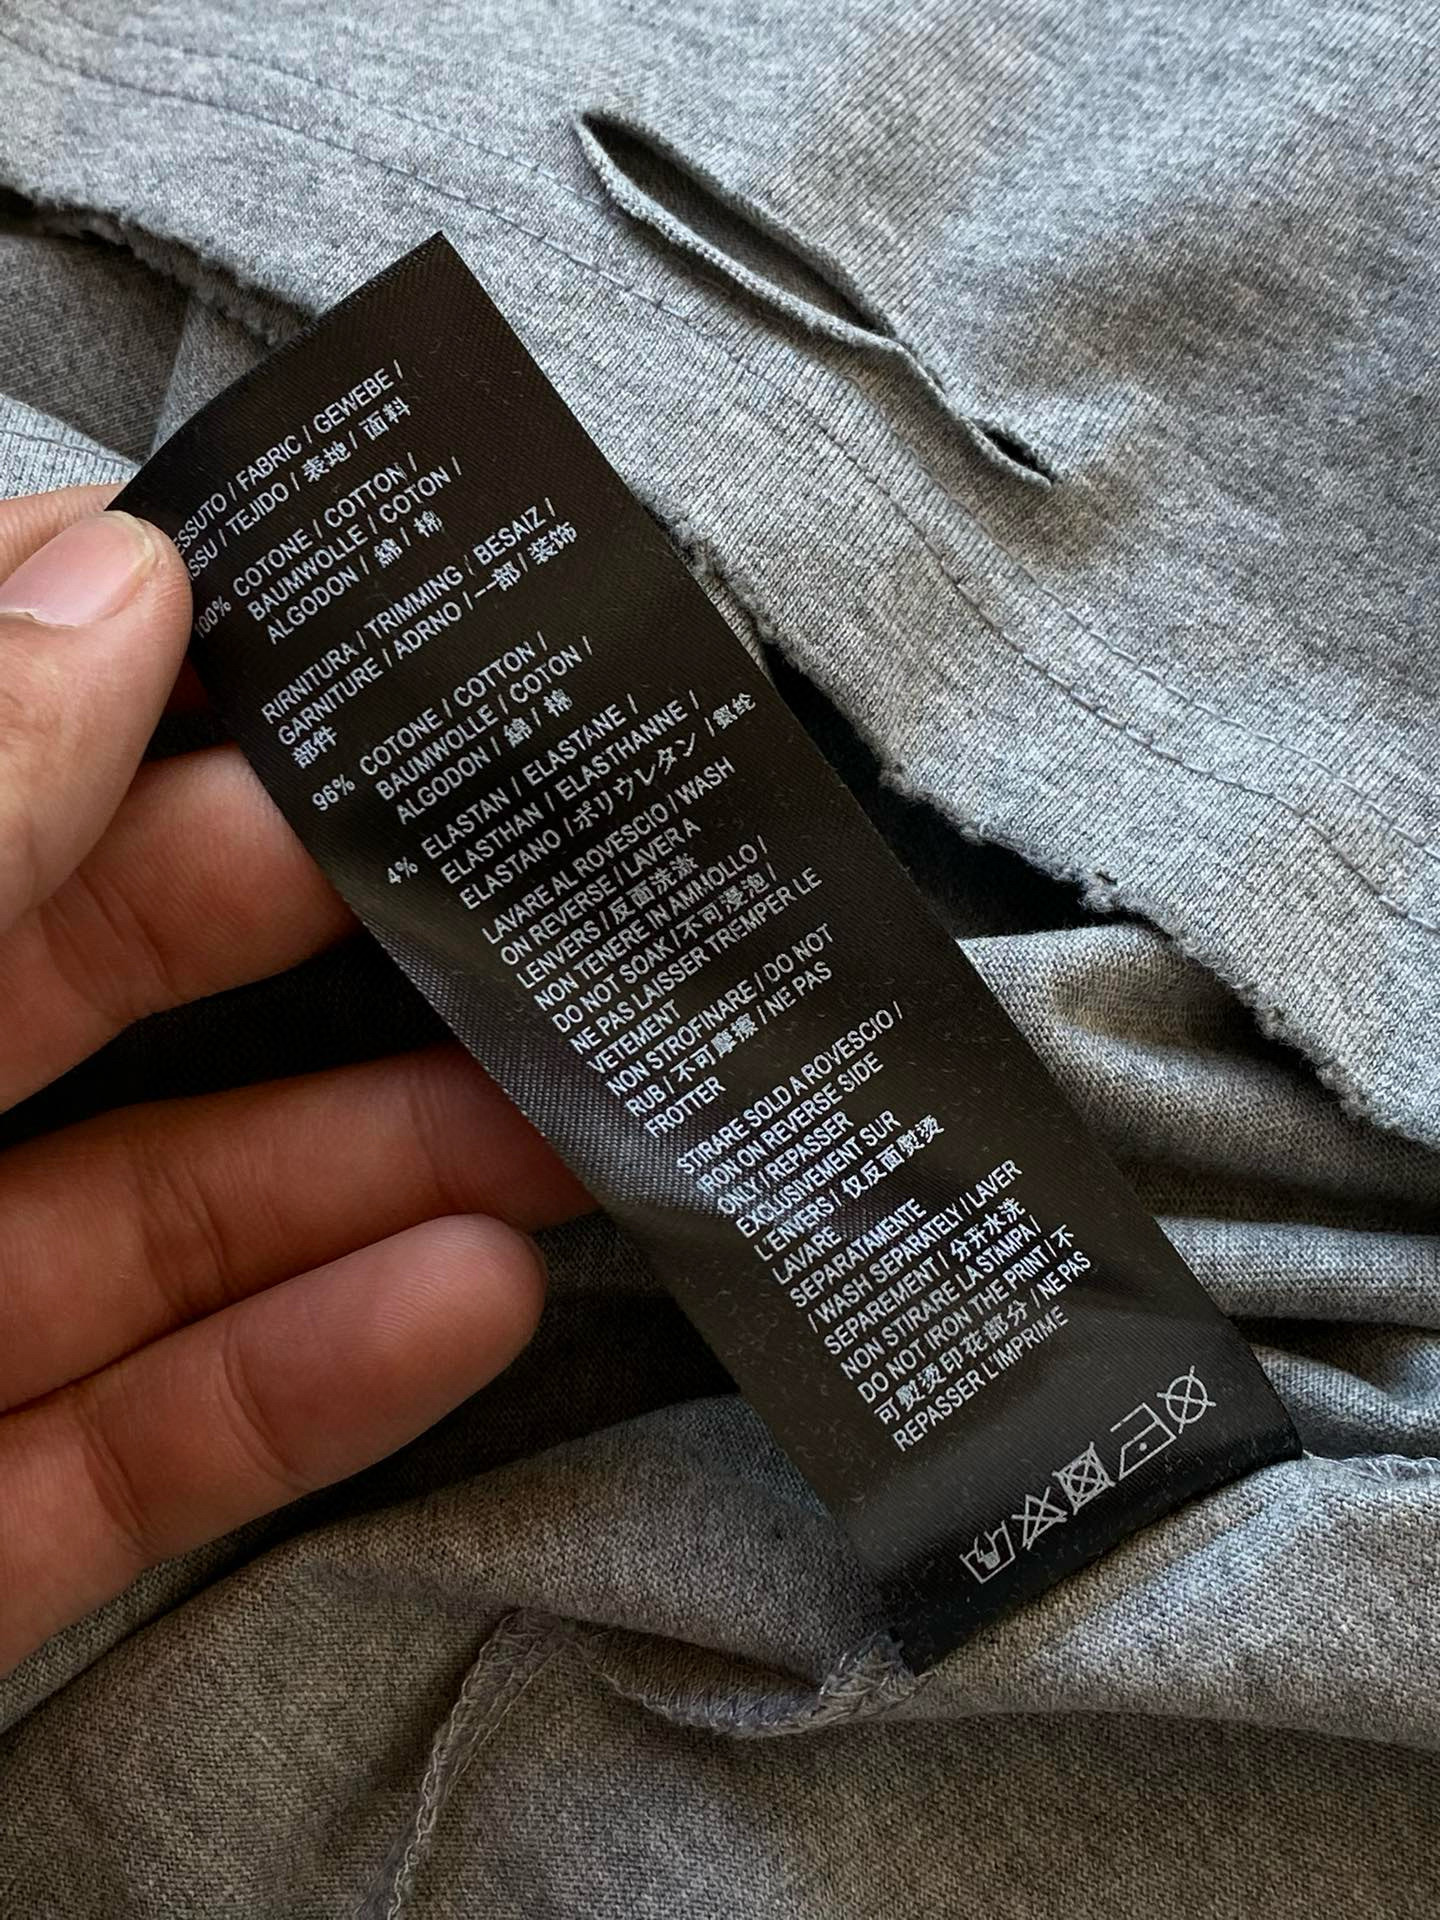 ESSUTO / FABRIC / GEWEBE /
ISSU / TEJIDO / 表地 / 面料
100% COTONE / COTTON /
BAUMWOLLE / COTON /
ALGODON / 綿 / 棉
RIRNITURA / TRIMMING / BESAIZ /
GARNITURE / ADRNO / 一部 / 装饰
部件
96% COTONE / COTTON /
BAUMWOLLE / COTON /
ALGODON / 綿 / 棉
4% ELASTAN / ELASTANE /
ELASTHAN / ELASTHANNE /
ELASTANO / ポリウレタン /
LAVARE AL ROVESCIO / WASH
ON REVERSE / LAVER A
L'ENVERS / 反面洗涤
NON TENERE IN AMMOLLO /
DO NOT SOAK / 不可浸泡 /
NE PAS LAISSER TREMPER LE
VETEMENT
NON STROFINARE / DO NOT
RUB / 不可摩擦 / NE PAS
FROTTER
STIRARE SOLD A ROVESCIO /
IRON ON REVERSE SIDE
ONLY / REPASSER
EXCLUSIVEMENT SUR
L'ENVERS / 仅反面熨烫
LAVARE
SEPARATAMENTE
/ WASH SEPARATELY / LAVER
SEPAREMENT / 分开水洗
NON STIRARE LA STAMPA /
DO NOT IRON THE PRINT / 不
可熨烫印花部分 / NE PAS
REPASSER L'IMPRIME